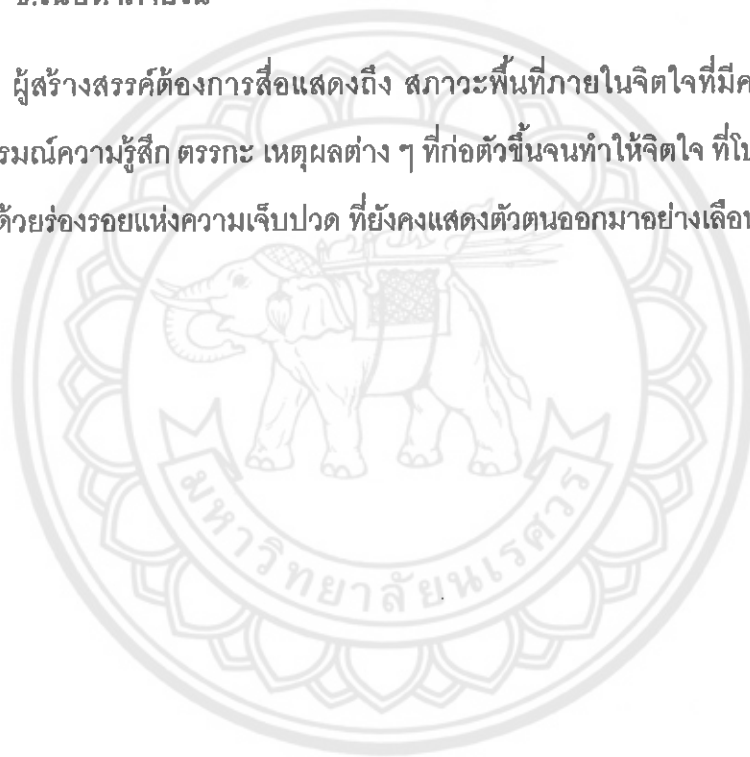 ผู้สร้างสรรค์ต้องการสื่อแสดงถึง สภาวะพื้นที่ภายในจิตใจที่มีค
รมณ์ความรู้สึก ตรรกะ เหตุผลต่าง ๆ ที่ก่อตัวขึ้นจนทำให้จิตใจ ที่โป
ด้วยร่องรอยแห่งความเจ็บปวด ที่ยังคงแสดงตัวตนออกมาอย่างเลือน
มหาวิทยาลัยนเรศวร